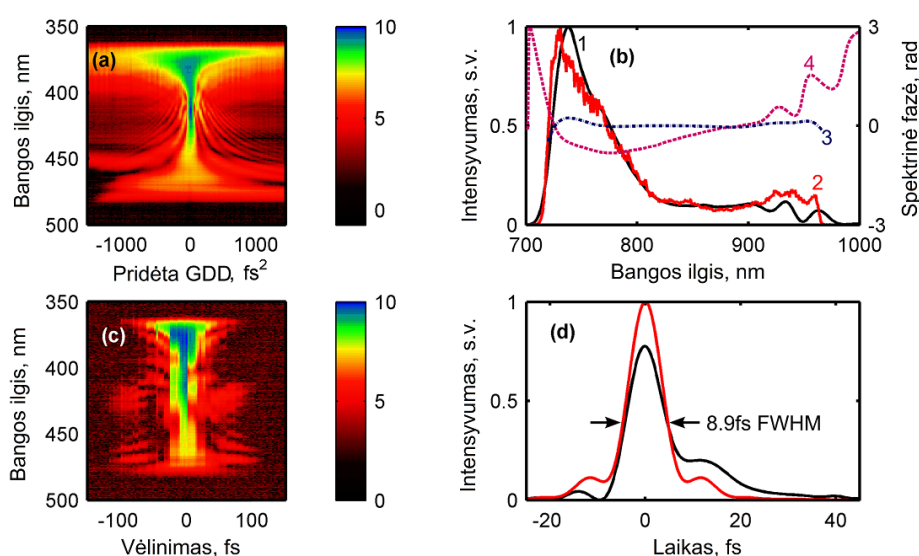 350
400
450
500
Bangos ilgis, nm
(a)
-1000 0 1000
Pridėta GDD, fs²
10
5
0
1
0.5
0
Intensyvumas, s.v.
1
(b)
4
3
2
3
0
-3
Spektrinė fazė, rad
700 800 900 1000
Bangos ilgis, nm
350
400
450
500
Bangos ilgis, nm
(c)
-100 0 100
Vėlinimas, fs
10
5
0
1
0.5
0
Intensyvumas, s.v.
(d)
8.9fs FWHM
-20 0 20 40
Laikas, fs